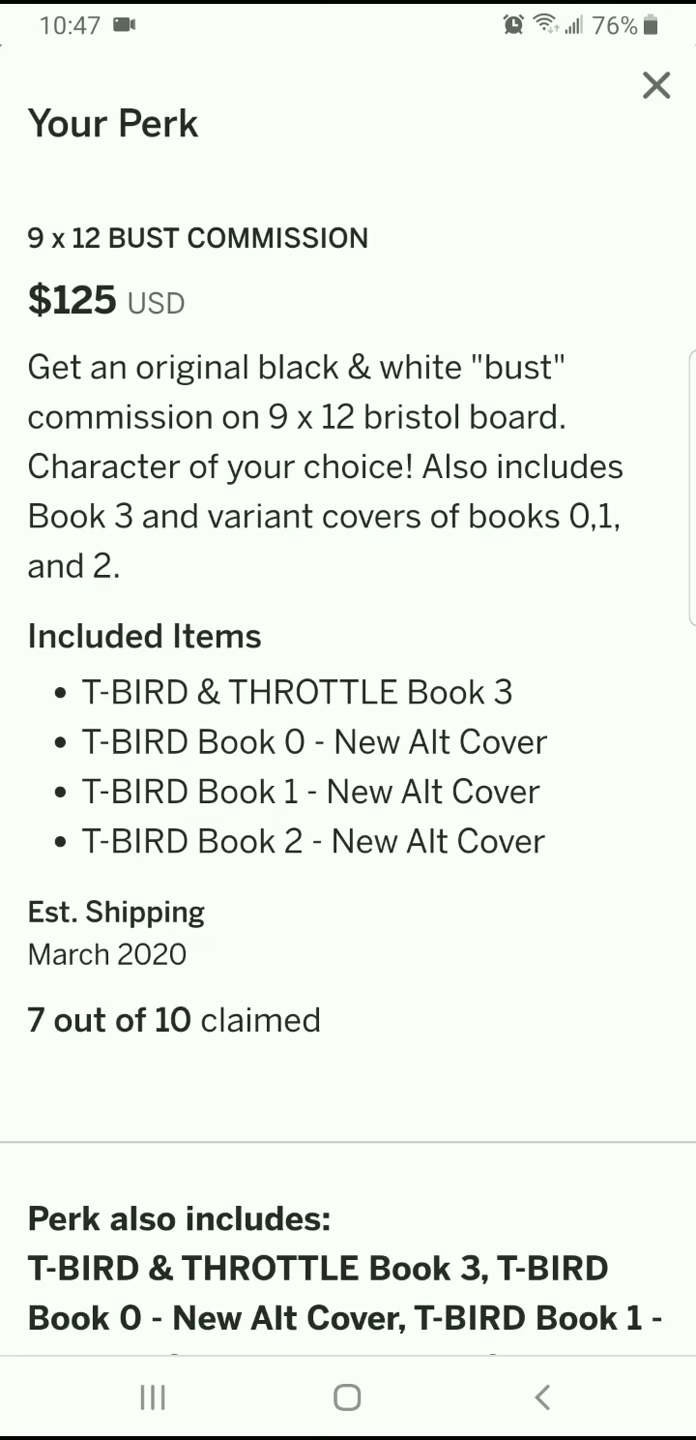 10:47 76%
Your Perk
9 x 12 BUST COMMISSION
$125 USD
Get an original black & white "bust"
commission on 9 x 12 bristol board.
Character of your choice! Also includes
Book 3 and variant covers of books 0,1,
and 2.
Included Items
• T-BIRD & THROTTLE Book 3
• T-BIRD Book 0 - New Alt Cover
• T-BIRD Book 1 - New Alt Cover
• T-BIRD Book 2 - New Alt Cover
Est. Shipping
March 2020
7 out of 10 claimed
Perk also includes:
T-BIRD & THROTTLE Book 3, T-BIRD
Book 0 - New Alt Cover, T-BIRD Book 1 -